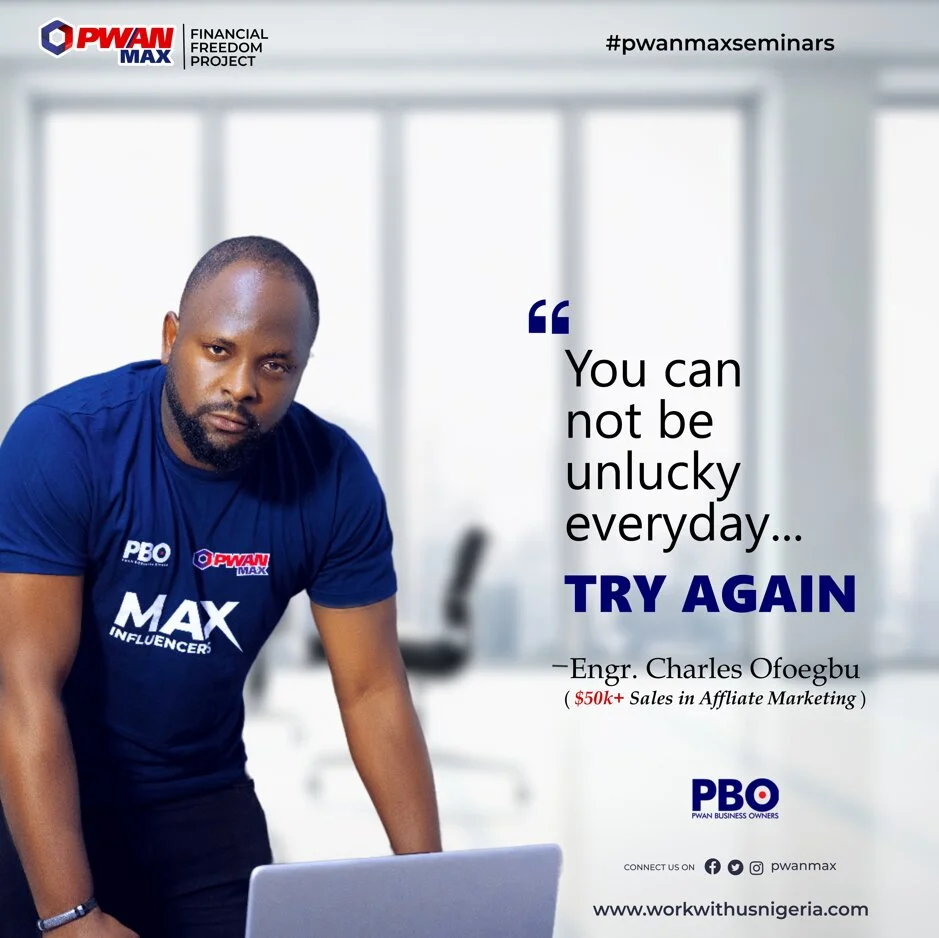 PWAN
MAX
FINANCIAL
FREEDOM
PROJECT
#pwanmaxseminars
“
You can
not be
unlucky
everyday...
TRY AGAIN
–Engr. Charles Ofoegbu
( $50k+ Sales in Affliate Marketing )
PBO
PWAN
MAX
MAX
INFLUENCERS
PBO
PWAN BUSINESS OWNERS
CONNECT US ON pwanmax
www.workwithusnigeria.com